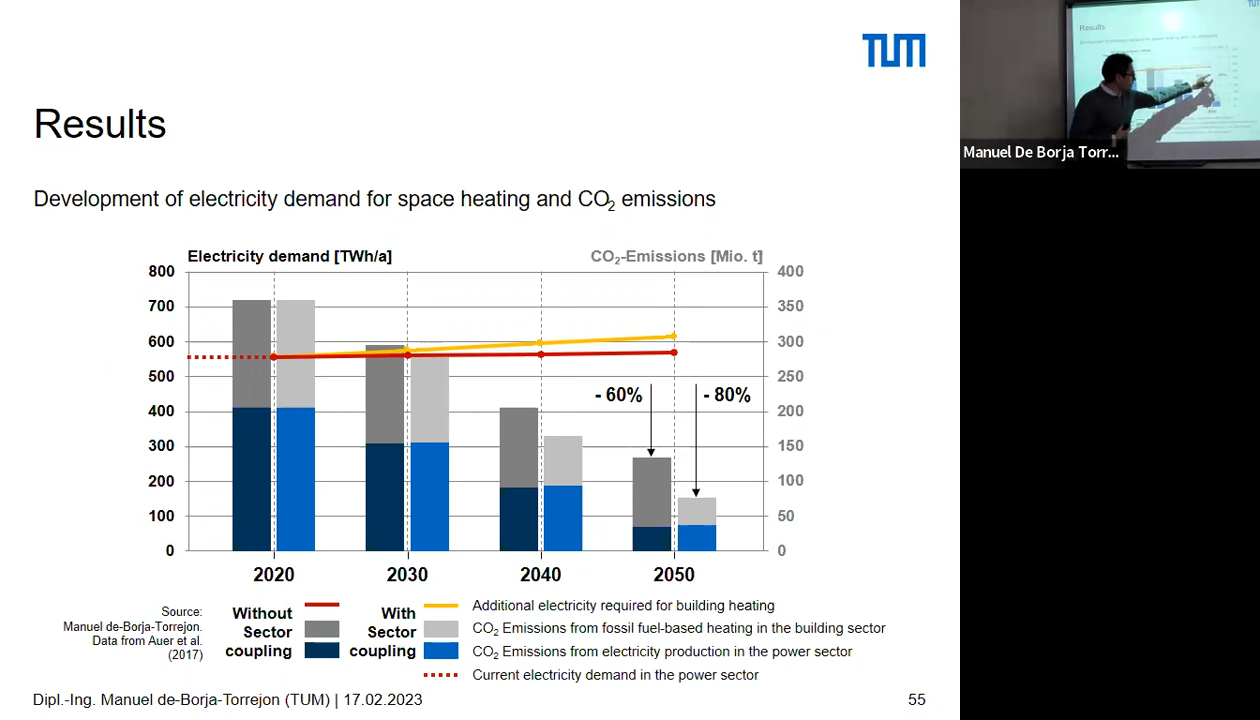 TUM
Results
Development of electricity demand for space heating and CO₂ emissions
Electricity demand [TWh/a]
CO₂-Emissions [Mio. t]
800 400
700 350
600 300
500 250
400 200
300 150
200 100
100 50
0 0
- 60% - 80%
2020 2030 2040 2050
Source:
Manuel de-Borja-Torrejon.
Data from Auer et al.
(2017)
Without
Sector
coupling
With
Sector
coupling
Additional electricity required for building heating
CO₂ Emissions from fossil fuel-based heating in the building sector
CO₂ Emissions from electricity production in the power sector
Current electricity demand in the power sector
Dipl.-Ing. Manuel de-Borja-Torrejon (TUM) | 17.02.2023
55
Results
Manuel De Borja Torr...